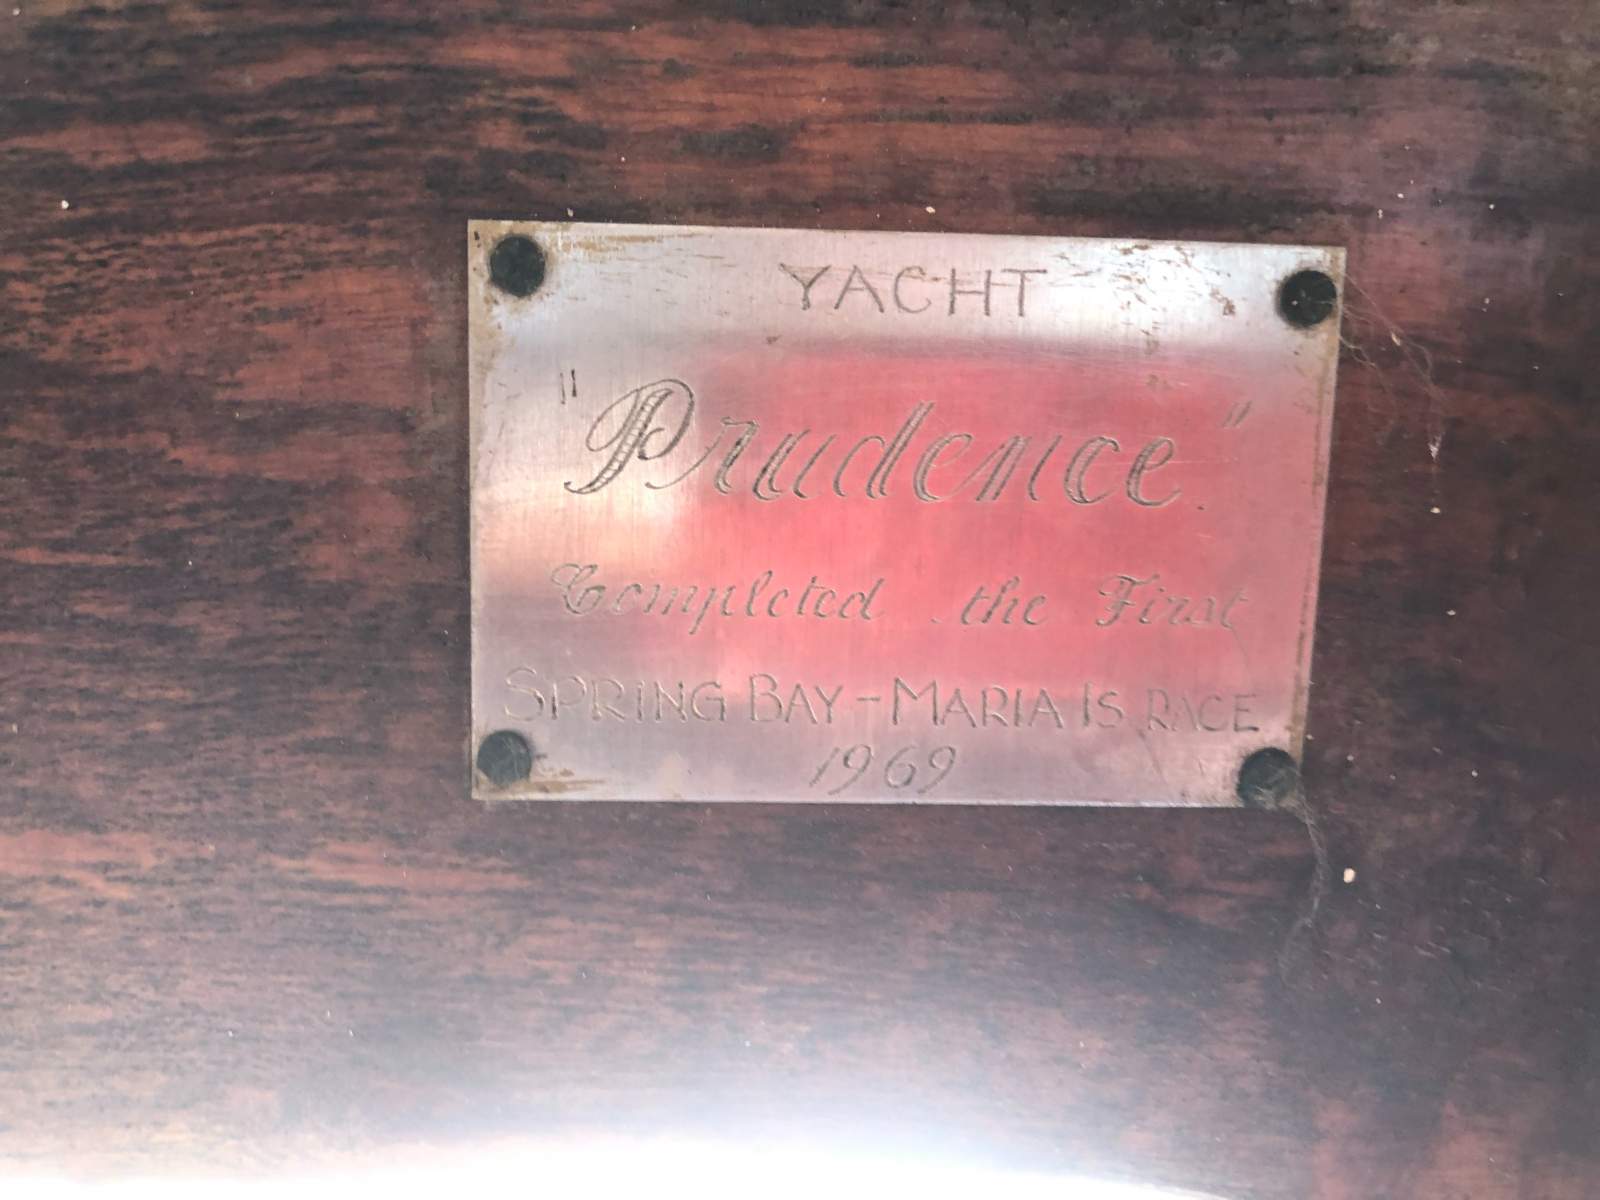 YACHT
"Prudence."
Completed the First
SPRING BAY - MARIA IS RACE
1969